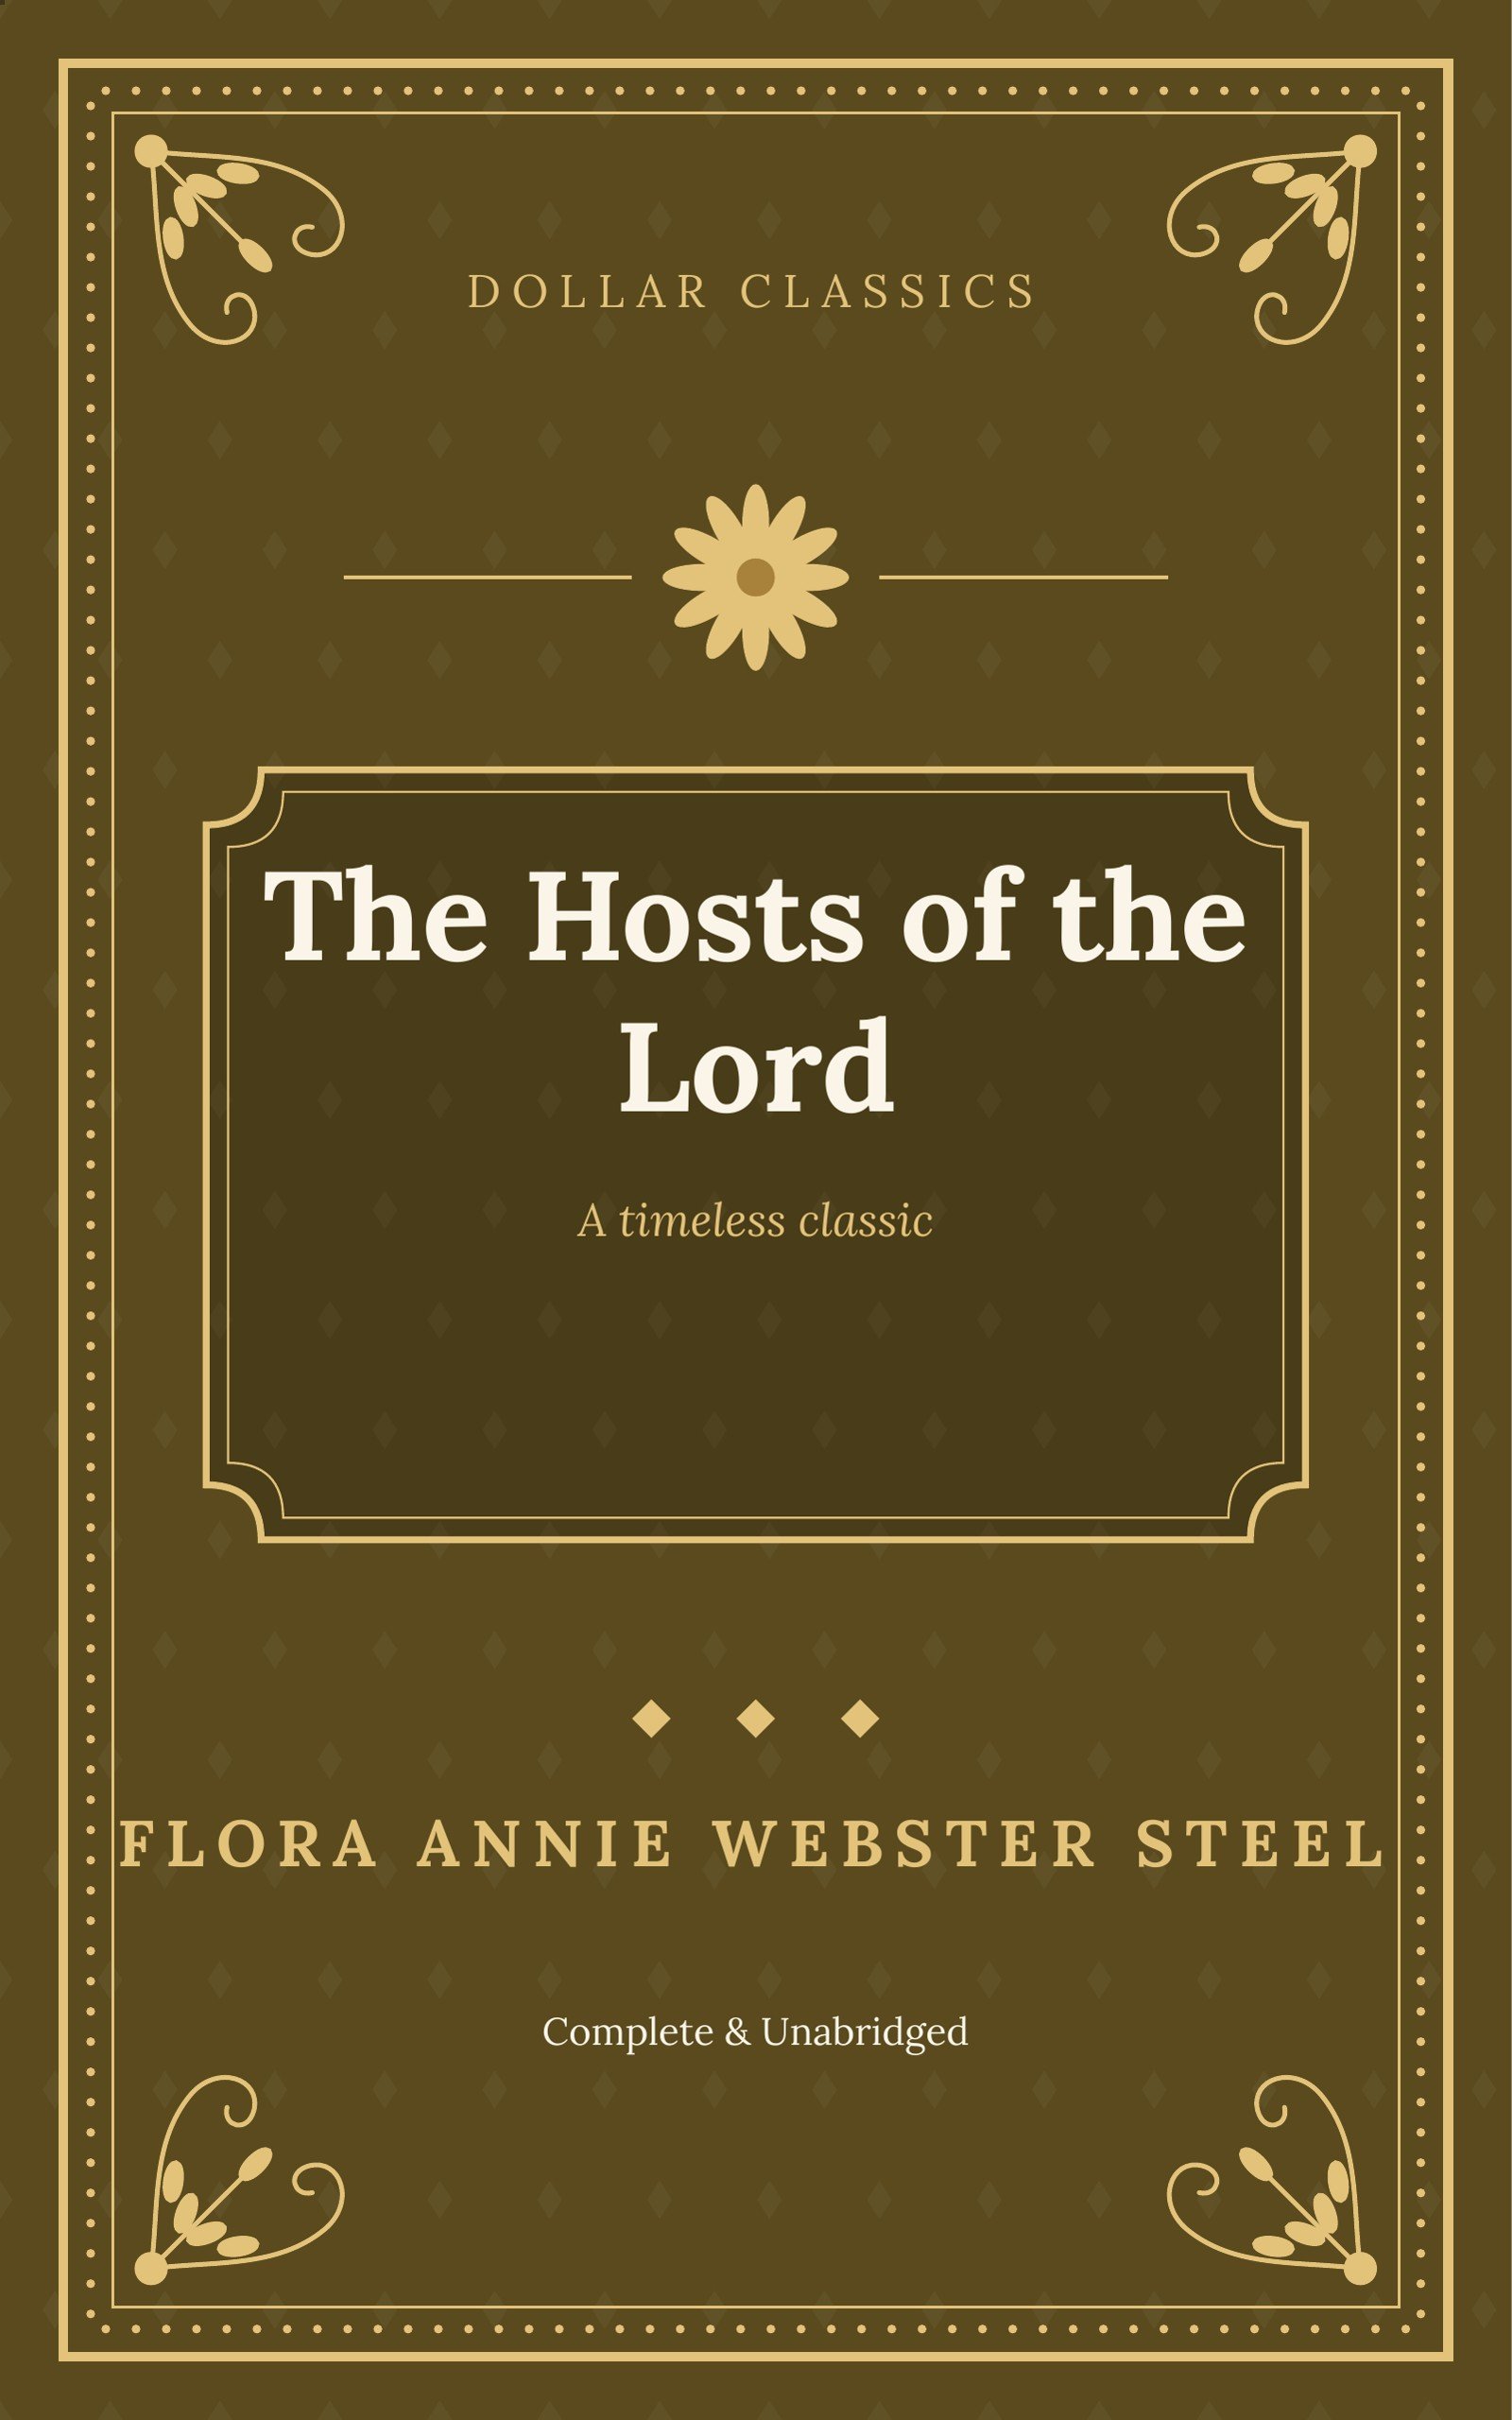 DOLLAR CLASSICS
The Hosts of the
Lord
A timeless classic
FLORA ANNIE WEBSTER STEEL
Complete & Unabridged